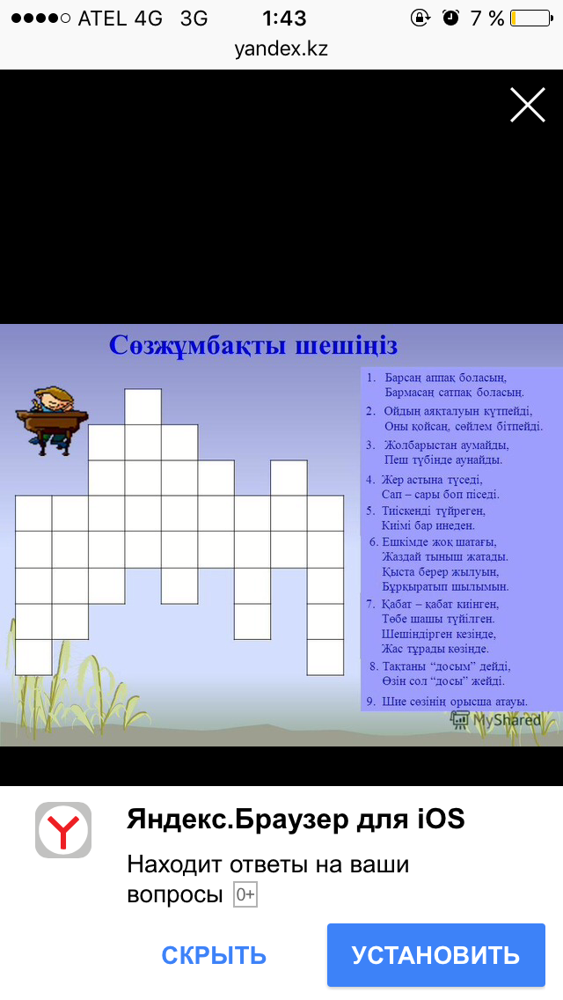 ATEL 4G 3G 1:43 7 %
yandex.kz
Сөзжұмбақты шешіңіз
1. Барсаң аппақ боласың,
Бармасаң сатпақ боласың.
2. Ойдың аяқталуын күтпейді,
Оны қойсаң, сөйлем бітпейді.
3. Жолбарыстан аумайды,
Пеш түбінде аунайды.
4. Жер астына түседі,
Сап – сары боп піседі.
5. Тиіскенді түйреген,
Киімі бар инеден.
6. Ешкімде жоқ шатағы,
Жаздай тыныш жатады.
Қыста берер жылуын,
Бұрқыратып шылымын.
7. Қабат – қабат киінген,
Төбе шашы түйілген.
Шешіндірген кезінде,
Жас тұрады көзінде.
8. Тақтаны “досым” дейді,
Өзін сол “досы” жейді.
9. Шие сөзінің орысша атауы.
MyShared
Яндекс.Браузер для iOS
Находит ответы на ваши
вопросы 0+
СКРЫТЬ УСТАНОВИТЬ